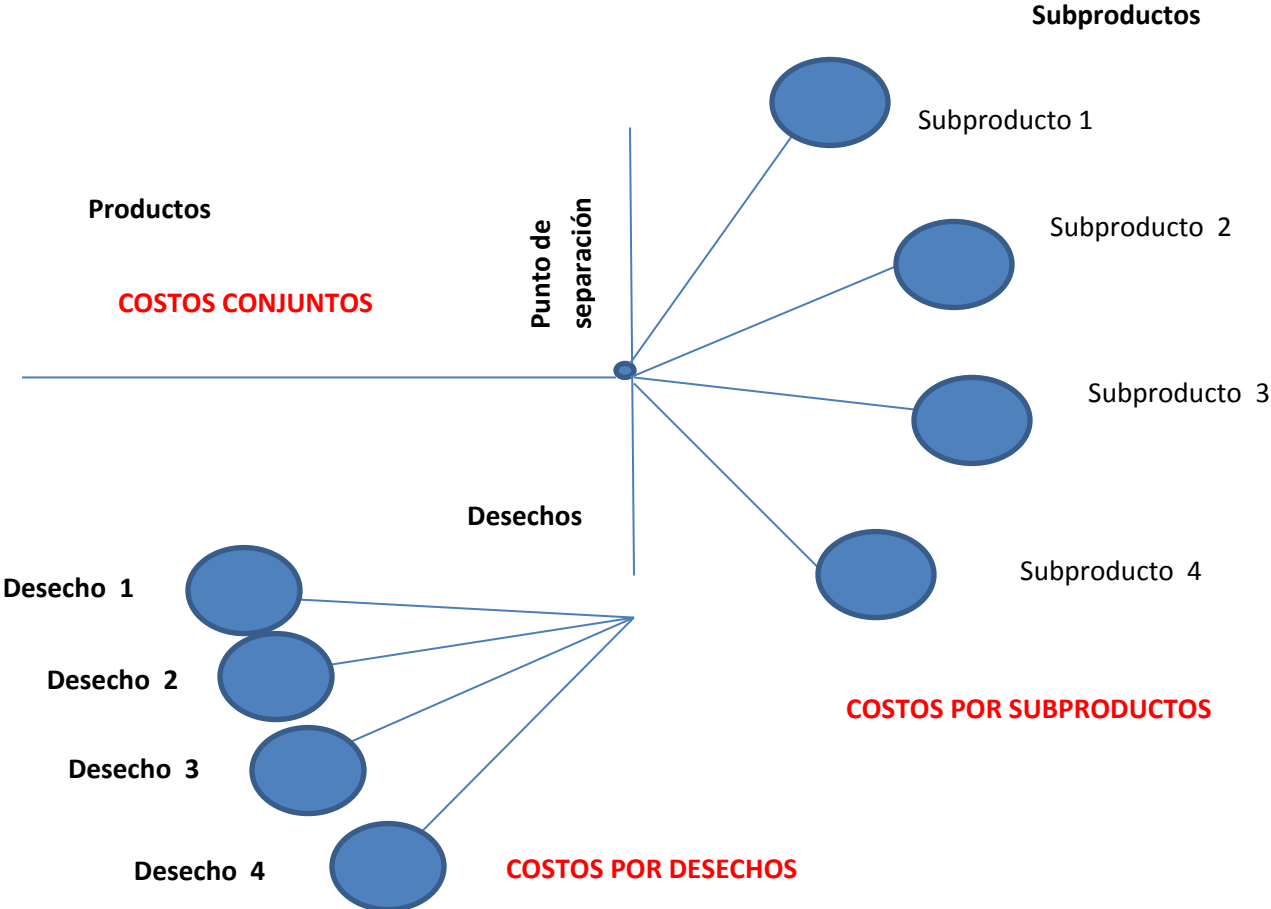 Subproductos
Subproducto 1
Productos
Punto de
separación
Subproducto 2
COSTOS CONJUNTOS
Subproducto 3
Desechos
Subproducto 4
Desecho 1
Desecho 2
COSTOS POR SUBPRODUCTOS
Desecho 3
Desecho 4
COSTOS POR DESECHOS